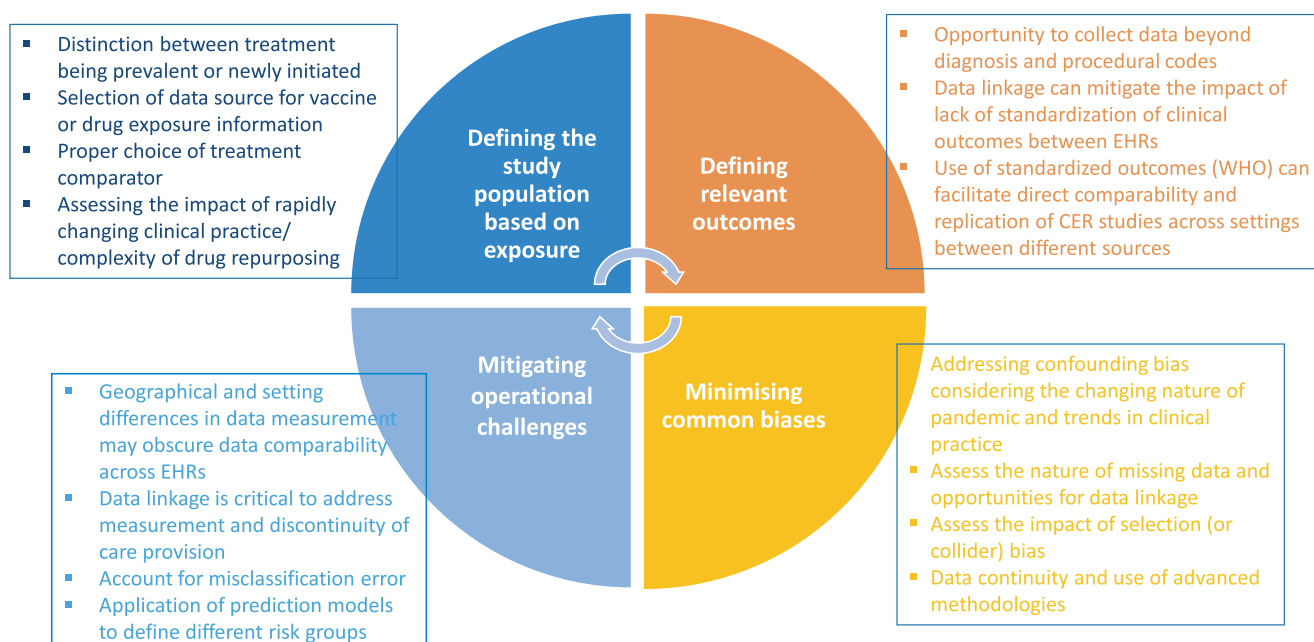 ▪ Distinction between treatment
being prevalent or newly initiated
▪ Selection of data source for vaccine
or drug exposure information
▪ Proper choice of treatment
comparator
▪ Assessing the impact of rapidly
changing clinical practice/
complexity of drug repurposing
Defining the
study
population
based on
exposure
Defining
relevant
outcomes
▪ Opportunity to collect data beyond
diagnosis and procedural codes
▪ Data linkage can mitigate the impact of
lack of standardization of clinical
outcomes between EHRs
▪ Use of standardized outcomes (WHO) can
facilitate direct comparability and
replication of CER studies across settings
between different sources
▪ Geographical and setting
differences in data measurement
may obscure data comparability
across EHRs
▪ Data linkage is critical to address
measurement and discontinuity of
care provision
▪ Account for misclassification error
▪ Application of prediction models
to define different risk groups
Mitigating
operational
challenges
Minimising
common biases
Addressing confounding bias
considering the changing nature of
pandemic and trends in clinical
practice
▪ Assess the nature of missing data and
opportunities for data linkage
▪ Assess the impact of selection (or
collider) bias
▪ Data continuity and use of advanced
methodologies